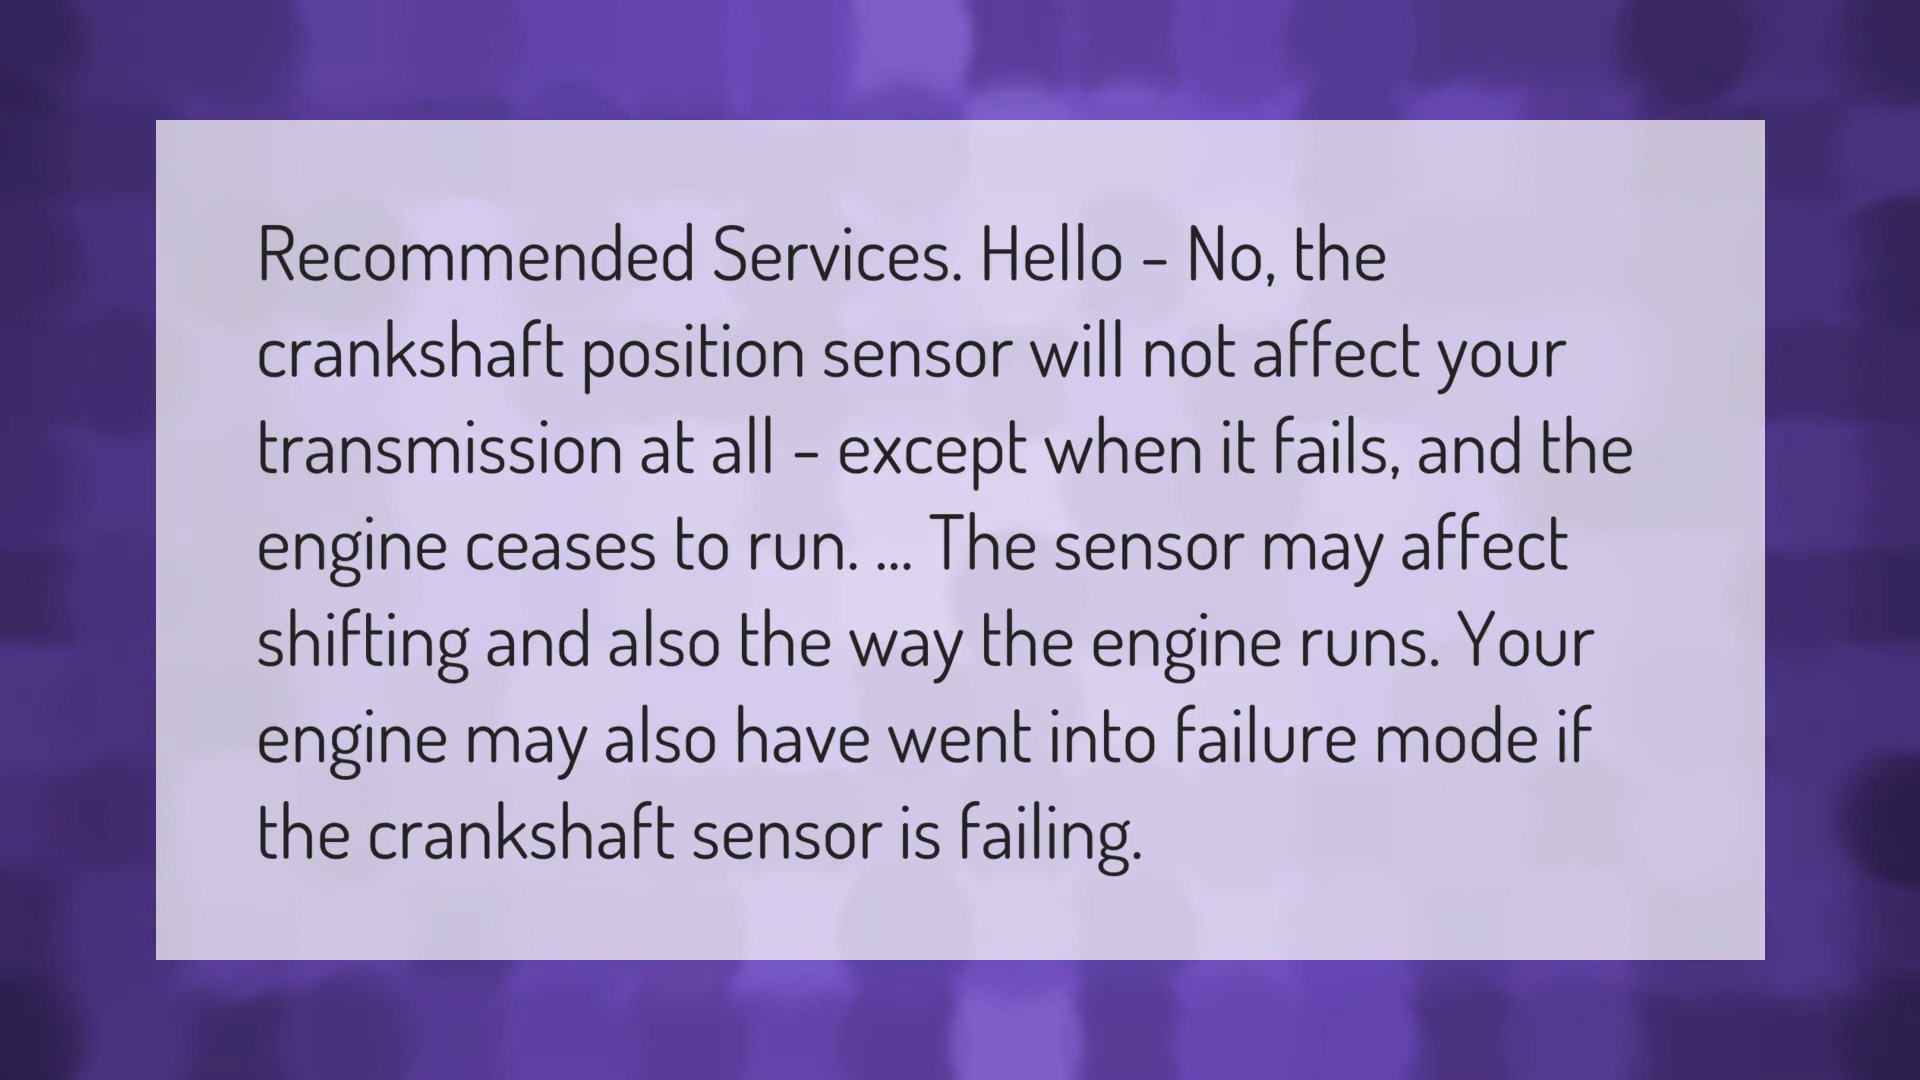 Recommended Services. Hello - No, the
crankshaft position sensor will not affect your
transmission at all - except when it fails, and the
engine ceases to run. ... The sensor may affect
shifting and also the way the engine runs. Your
engine may also have went into failure mode if
the crankshaft sensor is failing.